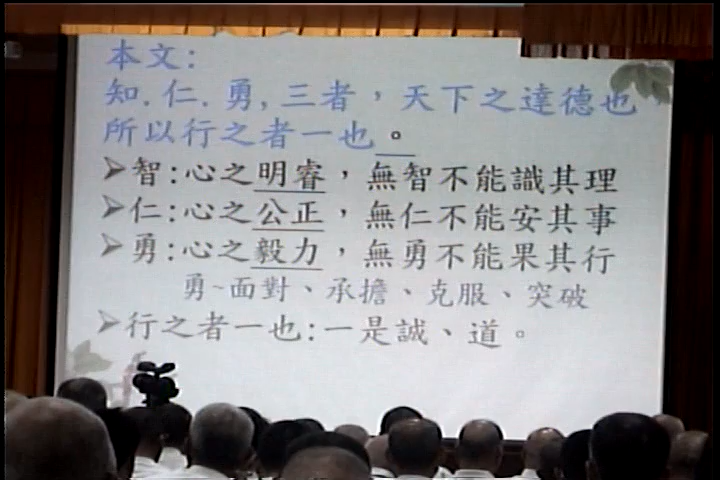 本文:
知.仁.勇,三者，天下之達德也
所以行之者一也。
➢智:心之明睿，無智不能識其理
➢仁:心之公正，無仁不能安其事
➢勇:心之毅力，無勇不能果其行
勇~面對、承擔、克服、突破
➢行之者一也:一是誠、道。